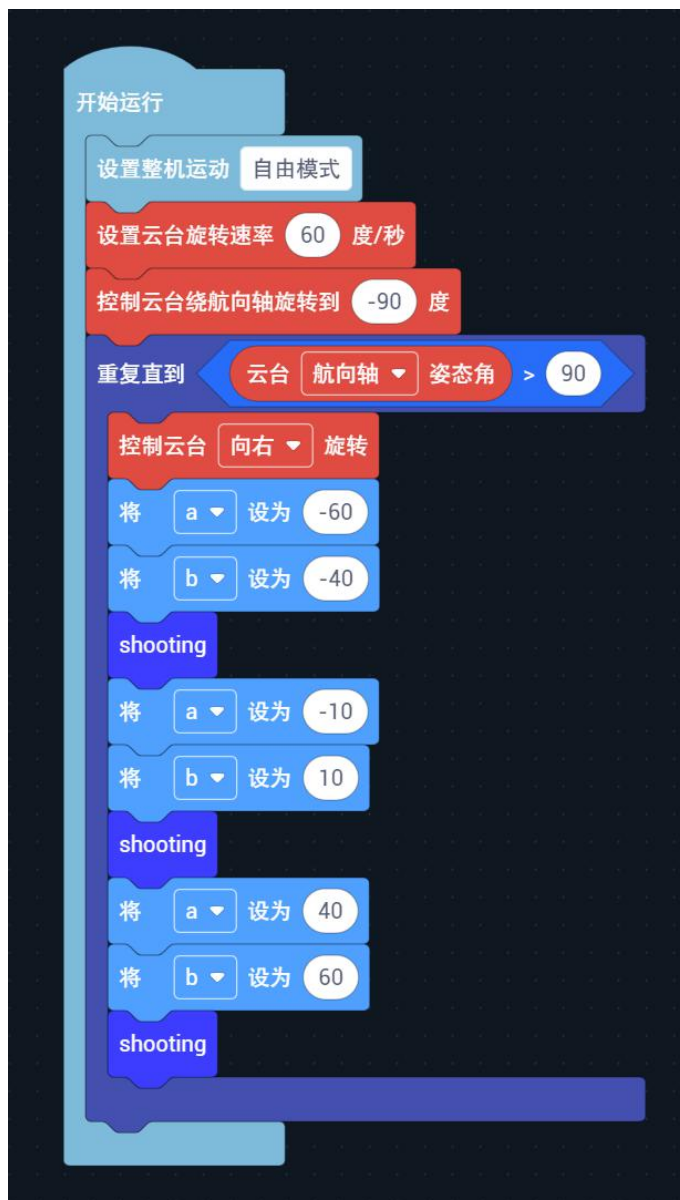 开始运行
设置整机运动 自由模式
设置云台旋转速率 60 度/秒
控制云台绕航向轴旋转到 -90 度
重复直到 云台 航向轴 姿态角 > 90
控制云台 向右 旋转
将 a 设为 -60
将 b 设为 -40
shooting
将 a 设为 -10
将 b 设为 10
shooting
将 a 设为 40
将 b 设为 60
shooting